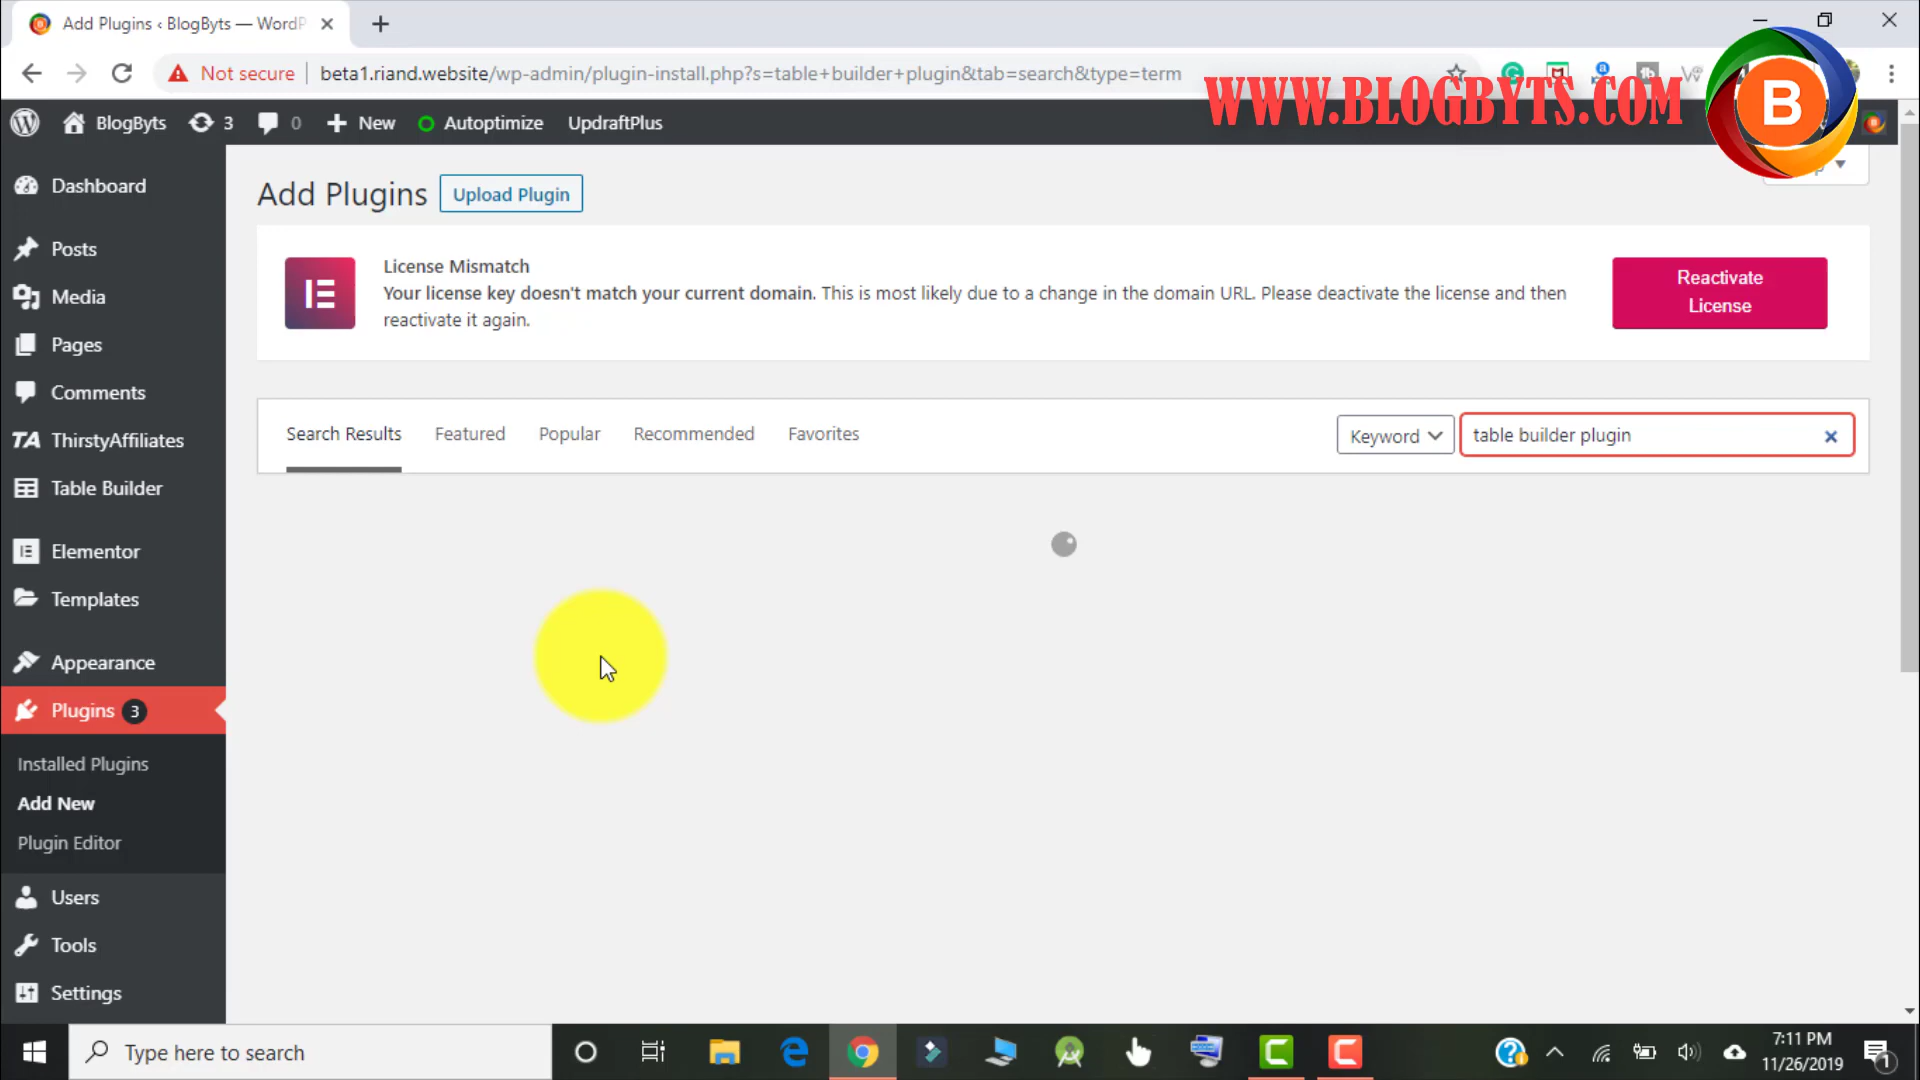 Add Plugins ‹ BlogByts — WordP
Not secure
beta1.riand.website/wp-admin/plugin-install.php?s=table+builder+plugin&tab=search&type=term
WWW.BLOGBYTS.COM
B
BlogByts
3
0
New
Autoptimize
UpdraftPlus
Dashboard
Posts
Media
Pages
Comments
TA ThirstyAffiliates
Table Builder
Elementor
Templates
Appearance
Plugins 3
Installed Plugins
Add New
Plugin Editor
Users
Tools
Settings
Add Plugins
Upload Plugin
License Mismatch
Your license key doesn't match your current domain. This is most likely due to a change in the domain URL. Please deactivate the license and then
reactivate it again.
Reactivate
License
Search Results
Featured
Popular
Recommended
Favorites
Keyword
table builder plugin
Type here to search
7:11 PM
11/26/2019
1